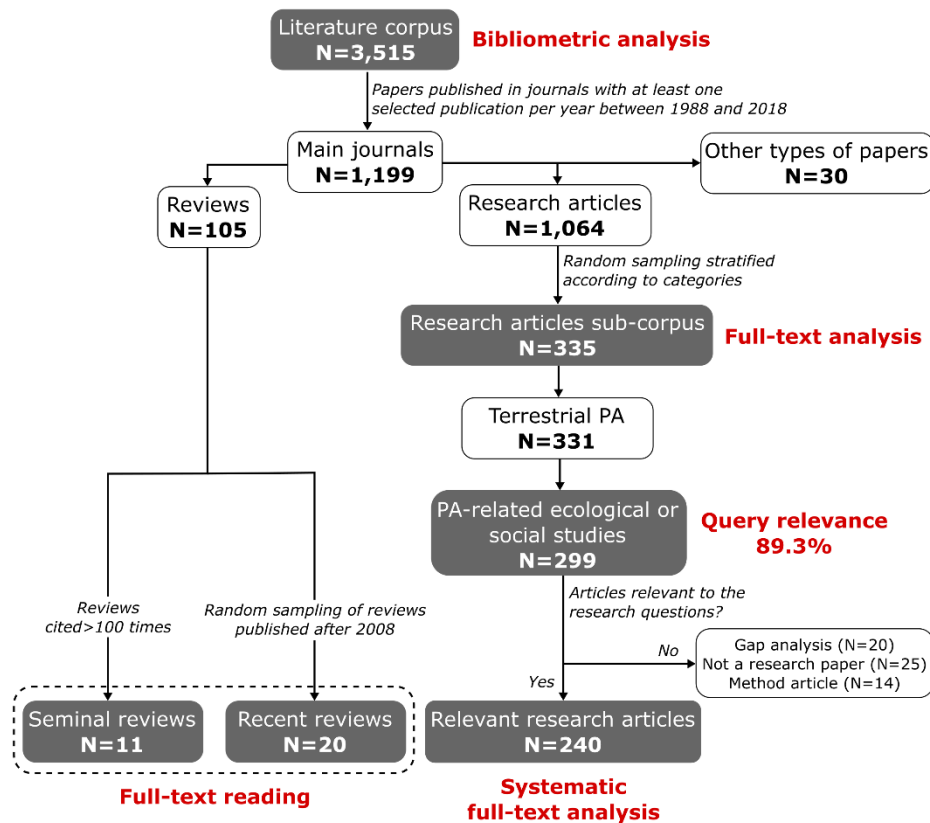 Literature corpus
N=3,515
Bibliometric analysis
Papers published in journals with at least one
selected publication per year between 1988 and 2018
Main journals
N=1,199
Other types of papers
N=30
Reviews
N=105
Research articles
N=1,064
Random sampling stratified
according to categories
Research articles sub-corpus
N=335
Full-text analysis
Terrestrial PA
N=331
PA-related ecological or
social studies
N=299
Query relevance
89.3%
Articles relevant to the
research questions?
Reviews
cited>100 times
Random sampling of reviews
published after 2008
No
Gap analysis (N=20)
Not a research paper (N=25)
Method article (N=14)
Yes
Seminal reviews
N=11
Recent reviews
N=20
Relevant research articles
N=240
Full-text reading
Systematic
full-text analysis